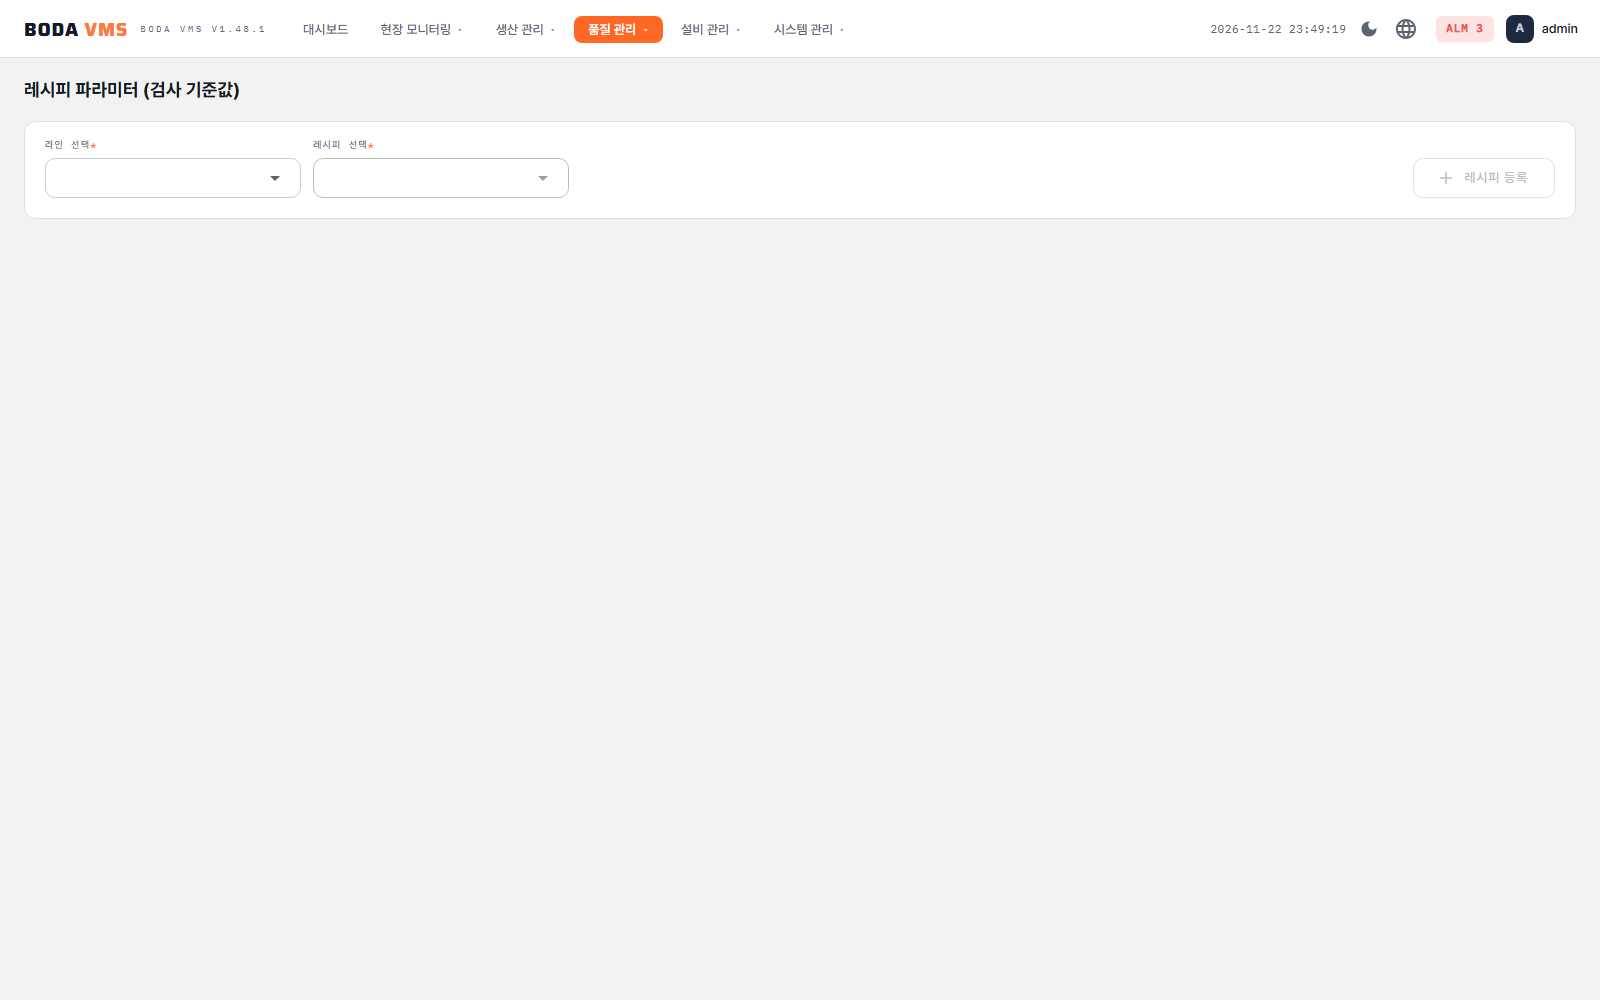 BODA VMS BODA VMS V1.48.1 대시보드 현장 모니터링 생산 관리 품질 관리 설비 관리 시스템 관리 2026-11-22 23:49:19 ALM 3 A admin
레시피 파라미터 (검사 기준값)
라인 선택* 레시피 선택*
레시피 등록